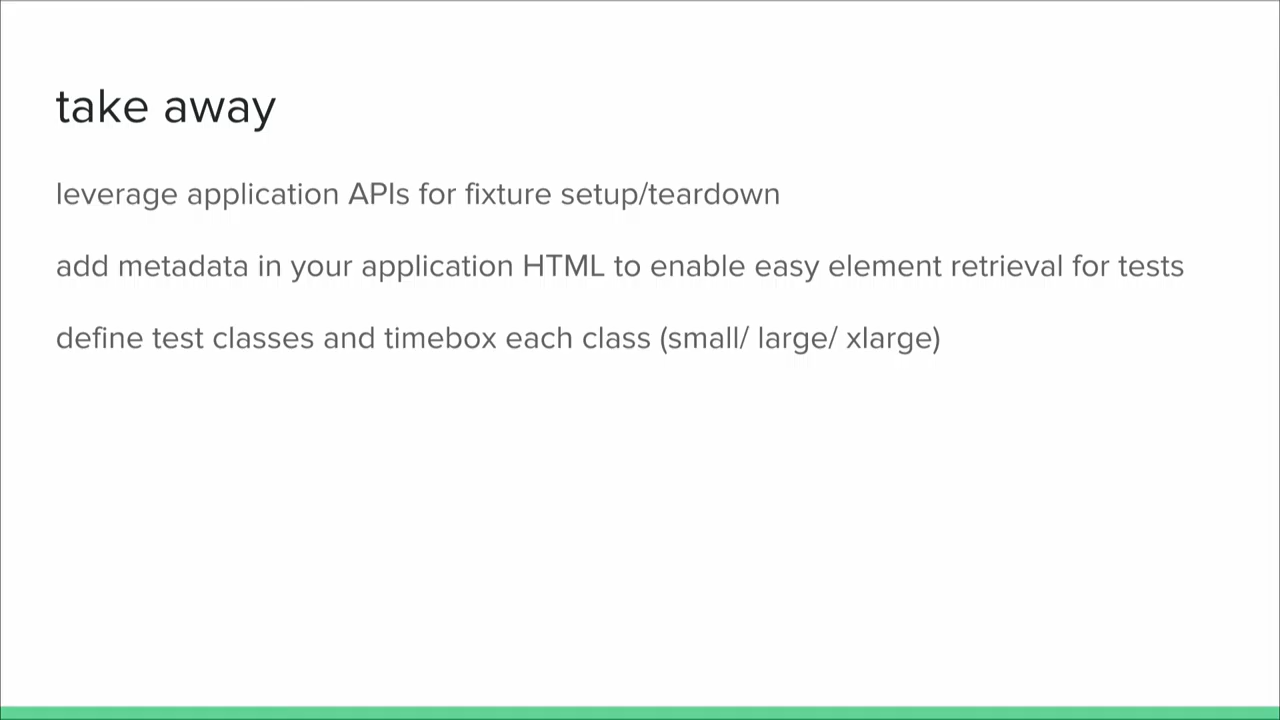 take away
leverage application APIs for fixture setup/teardown
add metadata in your application HTML to enable easy element retrieval for tests
define test classes and timebox each class (small/ large/ xlarge)